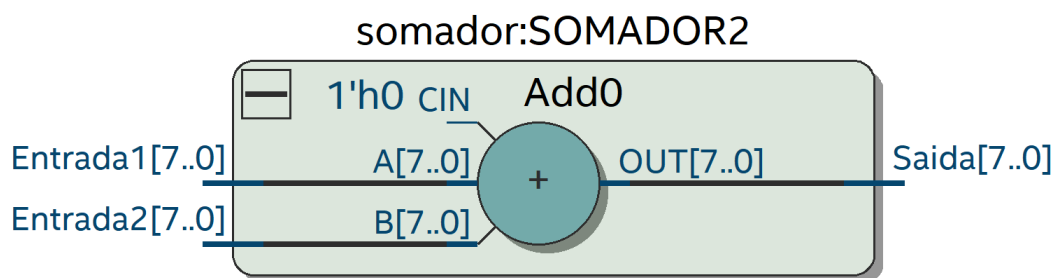 somador:SOMADOR2
1'h0 CIN Add0
Entrada1[7..0] A[7..0] OUT[7..0] Saida[7..0]
+
Entrada2[7..0] B[7..0]